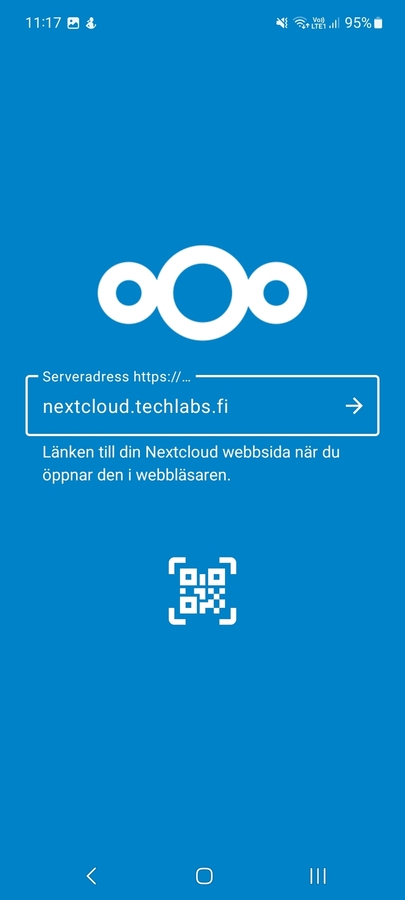 11:17
Vo) LTE1 95%
Serveradress https://...
nextcloud.techlabs.fi
Länken till din Nextcloud webbsida när du
öppnar den i webbläsaren.